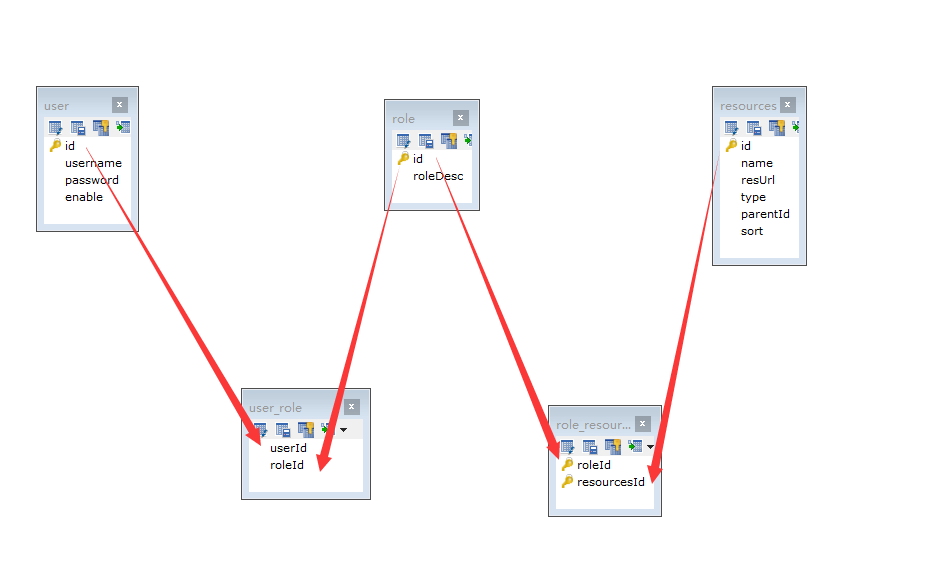 user
id
username
password
enable
role
id
roleDesc
resources
id
name
resUrl
type
parentId
sort
user_role
userId
roleId
role_resour...
roleId
resourcesId